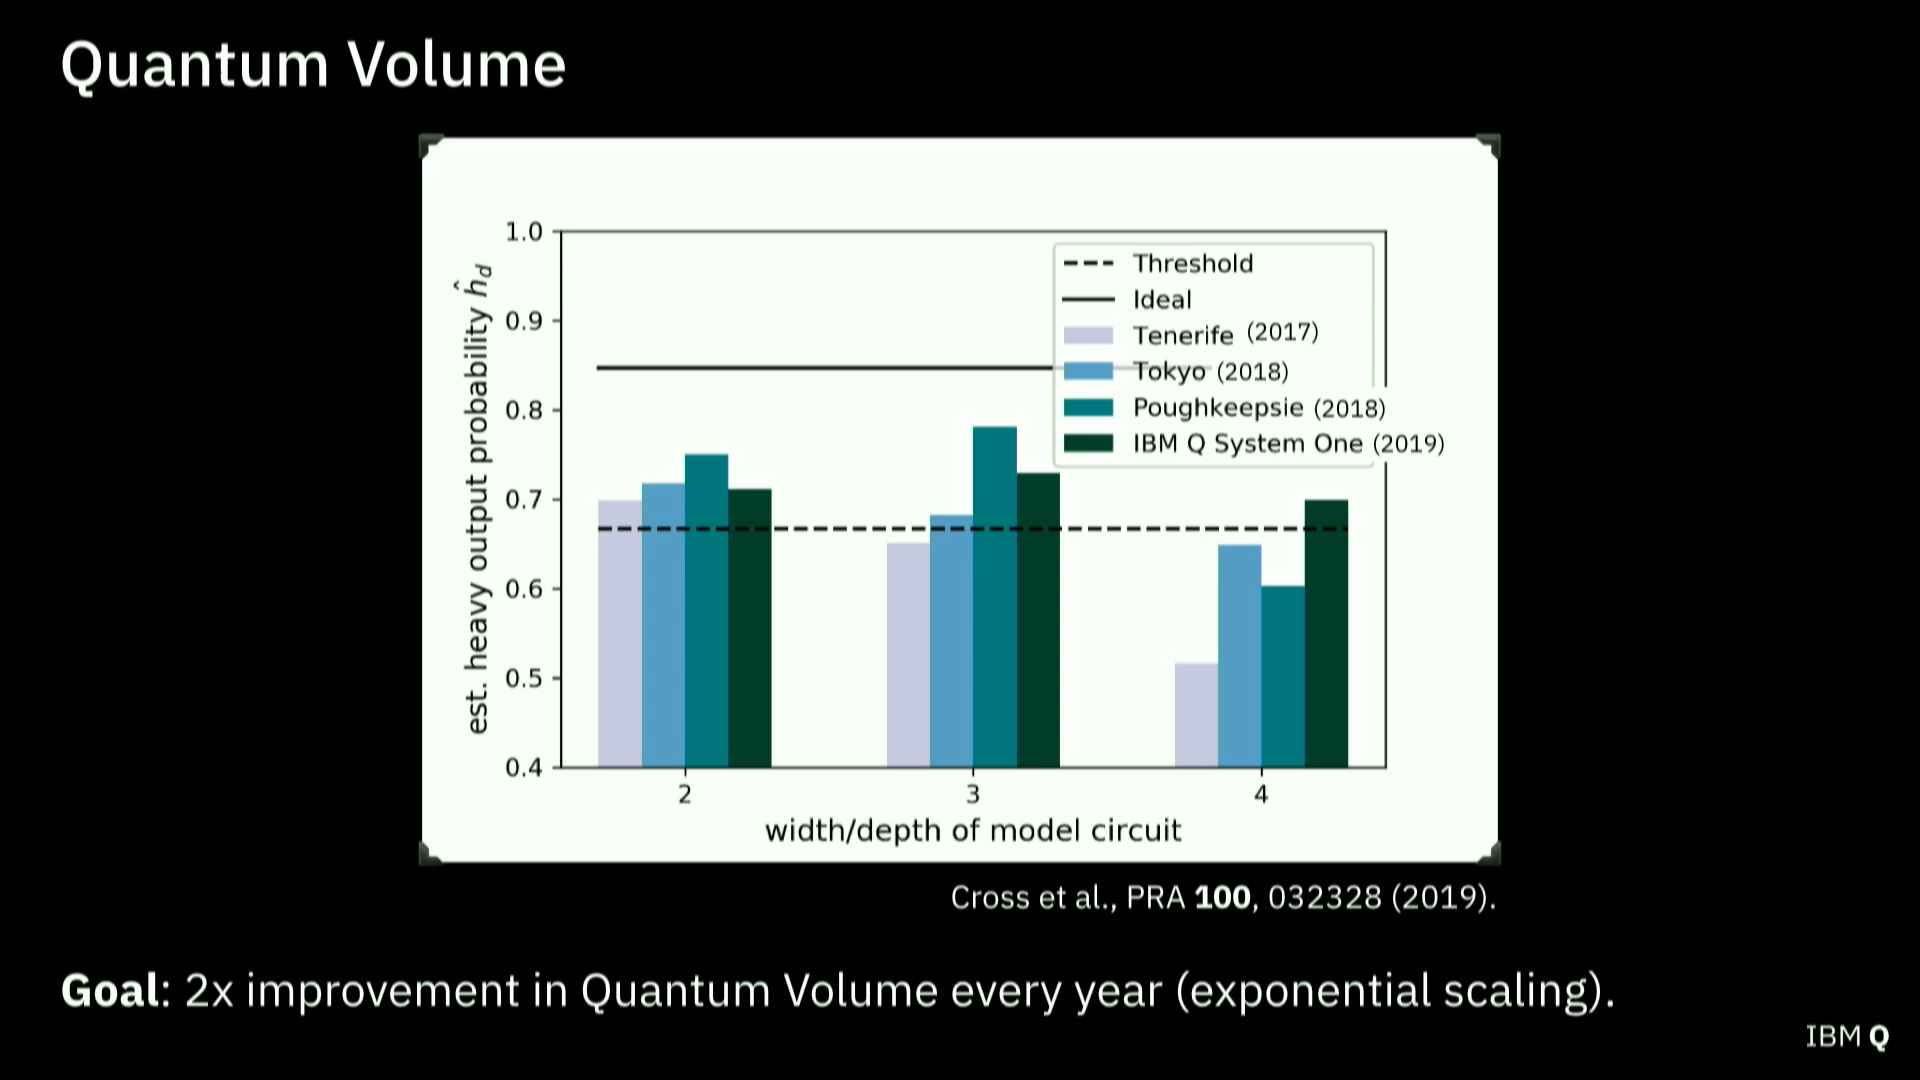 Quantum Volume
1.0
0.9
0.8
0.7
0.6
0.5
0.4
est. heavy output probability ĥd
Threshold
Ideal
Tenerife (2017)
Tokyo (2018)
Poughkeepsie (2018)
IBM Q System One (2019)
2 3 4
width/depth of model circuit
Cross et al., PRA 100, 032328 (2019).
Goal: 2x improvement in Quantum Volume every year (exponential scaling).
IBM Q